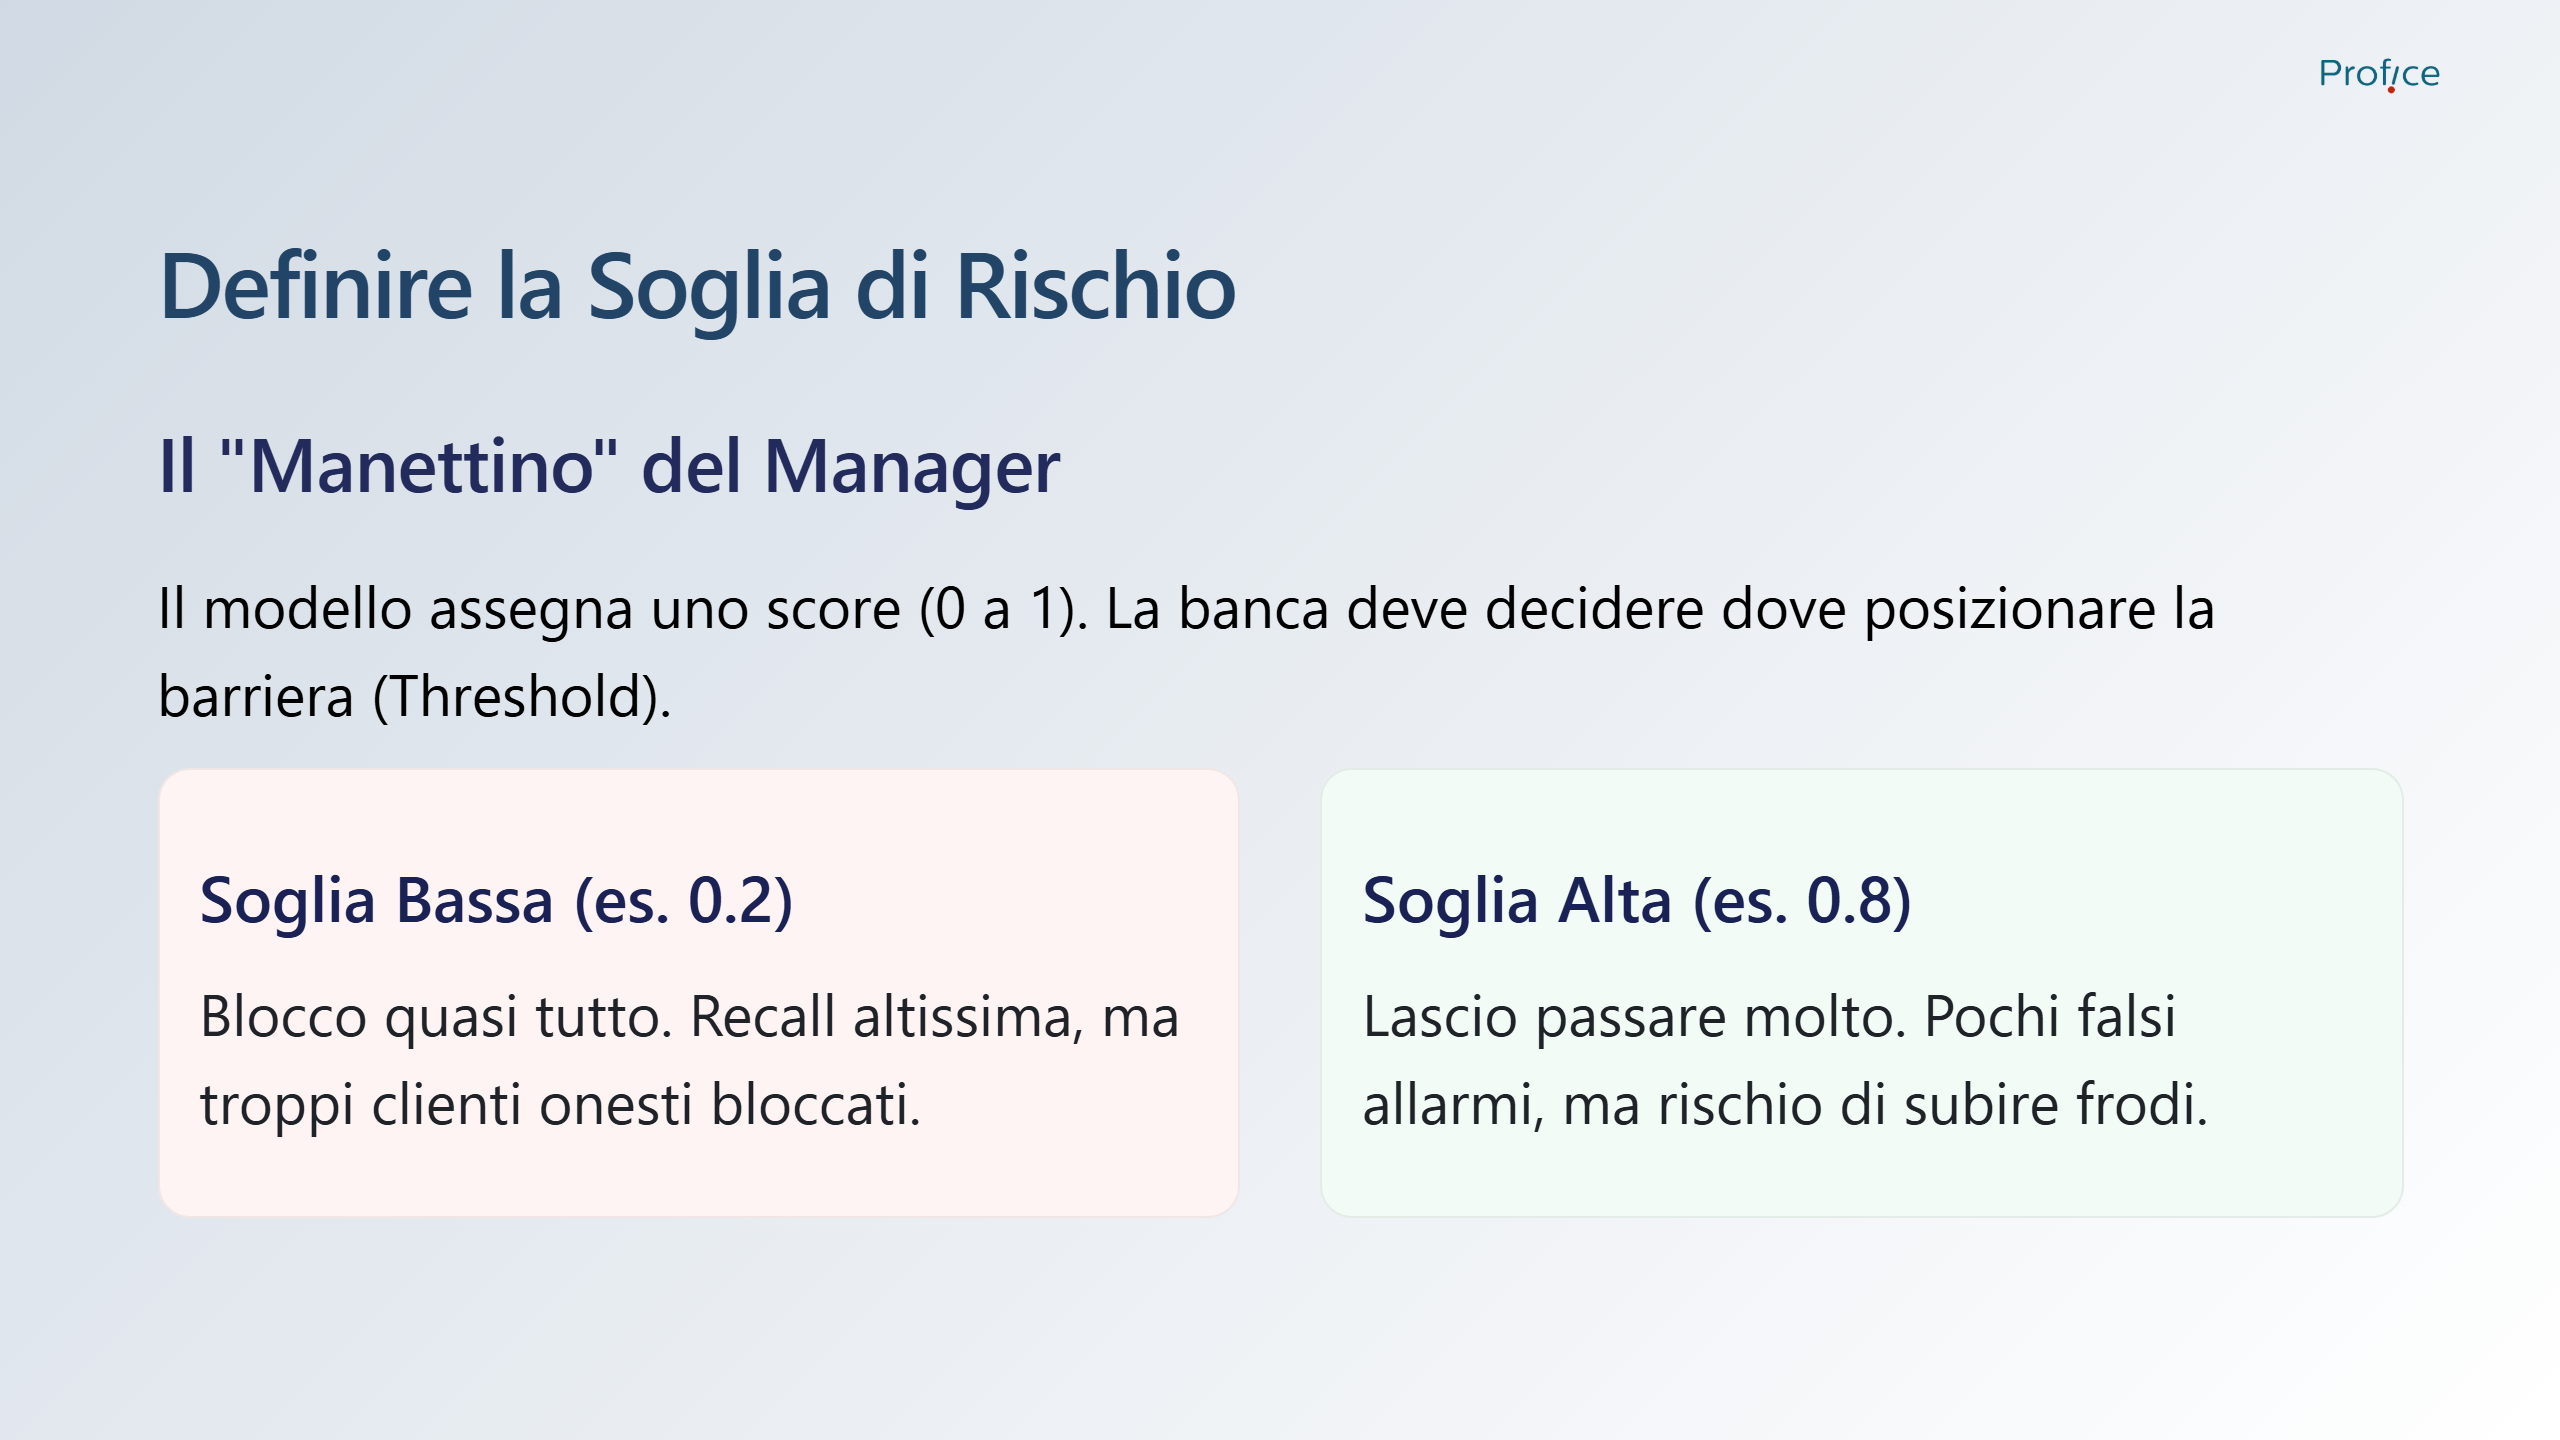 Profice
Definire la Soglia di Rischio
Il "Manettino" del Manager
Il modello assegna uno score (0 a 1). La banca deve decidere dove posizionare la
barriera (Threshold).
Soglia Bassa (es. 0.2)
Blocco quasi tutto. Recall altissima, ma
troppi clienti onesti bloccati.
Soglia Alta (es. 0.8)
Lascio passare molto. Pochi falsi
allarmi, ma rischio di subire frodi.